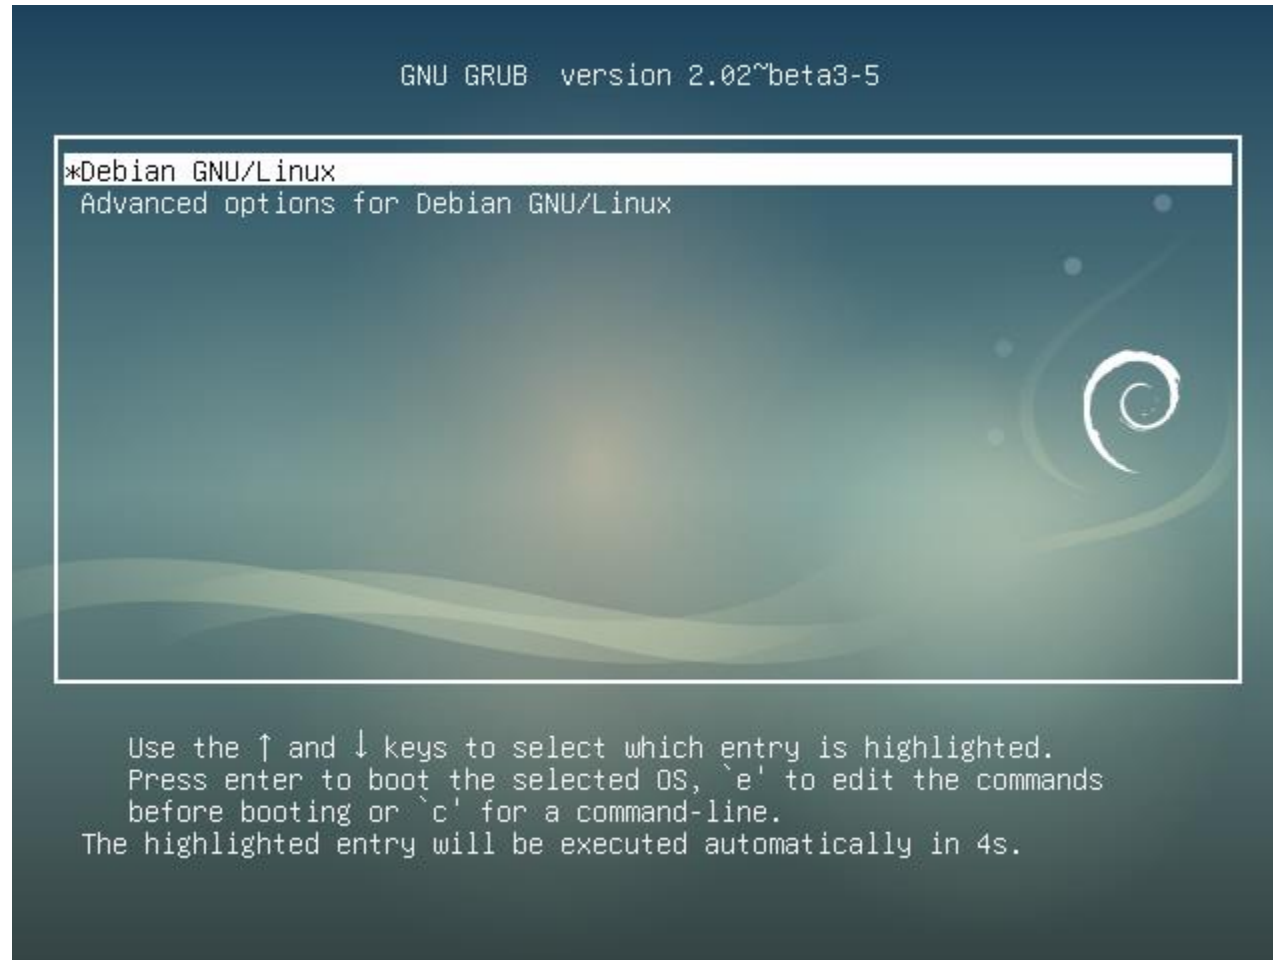 GNU GRUB  version 2.02~beta3-5
*Debian GNU/Linux
Advanced options for Debian GNU/Linux
Use the ↑ and ↓ keys to select which entry is highlighted.
Press enter to boot the selected OS, `e' to edit the commands
before booting or `c' for a command-line.
The highlighted entry will be executed automatically in 4s.